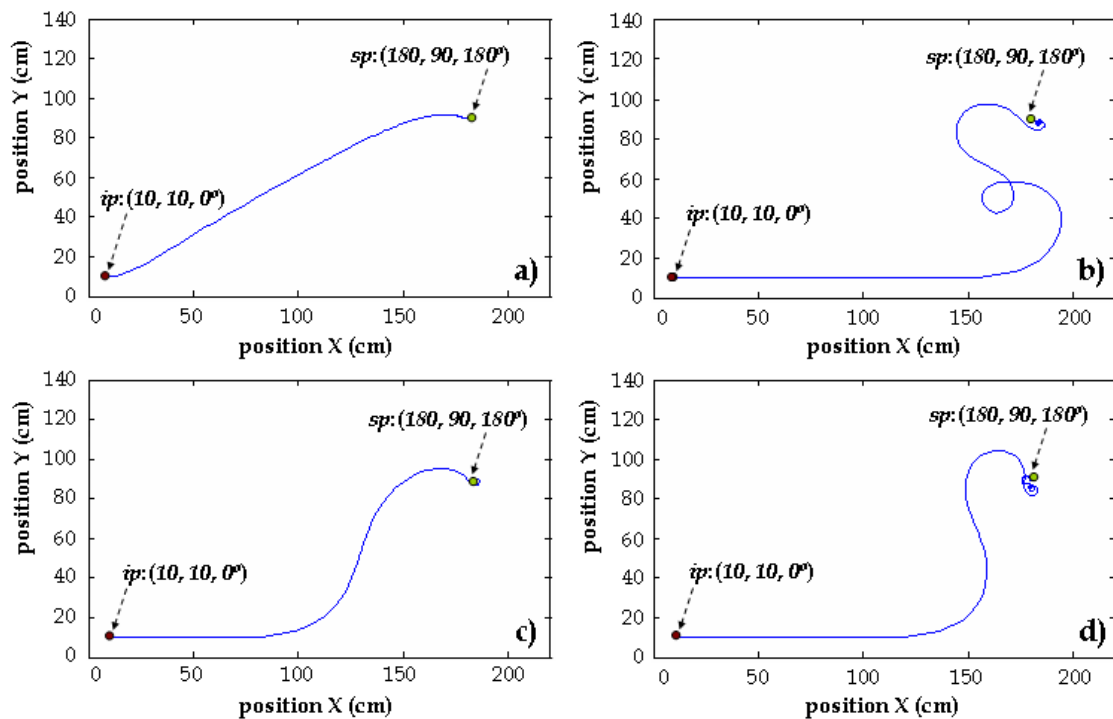 140
120
100
80
60
40
20
0
position Y (cm)
sp:(180, 90, 180º)
ip:(10, 10, 0º)
a)
0 50 100 150 200
position X (cm)
140
120
100
80
60
40
20
0
position Y (cm)
sp:(180, 90, 180º)
ip:(10, 10, 0º)
b)
0 50 100 150 200
position X (cm)
140
120
100
80
60
40
20
0
position Y (cm)
sp:(180, 90, 180º)
ip:(10, 10, 0º)
c)
0 50 100 150 200
position X (cm)
140
120
100
80
60
40
20
0
position Y (cm)
sp:(180, 90, 180º)
ip:(10, 10, 0º)
d)
0 50 100 150 200
position X (cm)